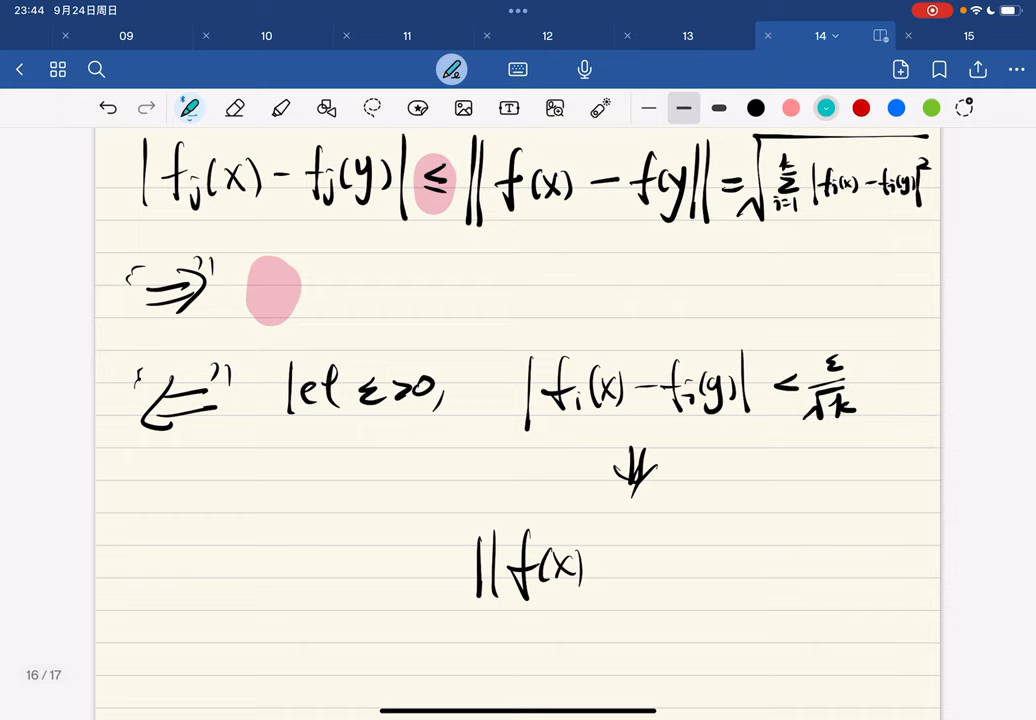 23:44 9月24日周日
09 10 11 12 13 14 15
|fj(x) - fj(y)| ≤ ||f(x) - f(y)|| = √(Σ_{i=1}^{k} |fi(x) - fi(y)|²)
"⇒"
"⇐" let ε>0, |fi(x) - fi(y)| < ε/√k
⇓
||f(x)
16 / 17